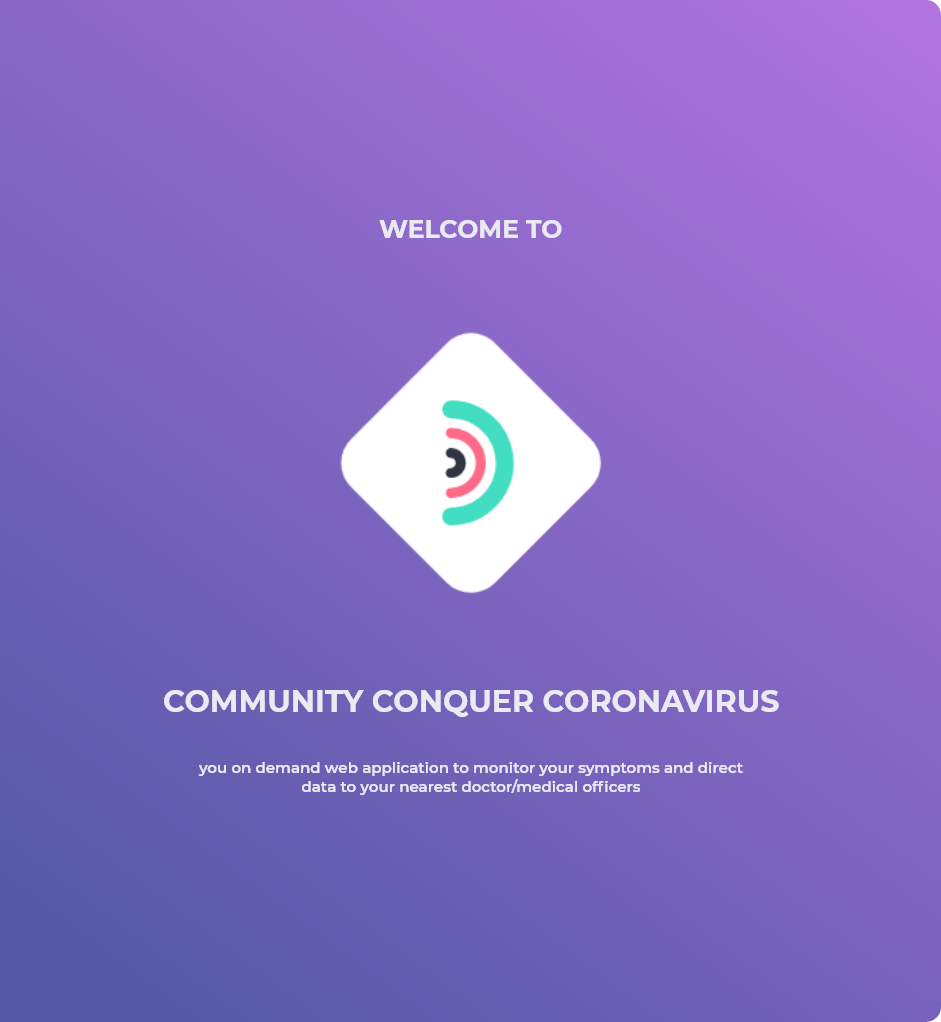 WELCOME TO
COMMUNITY CONQUER CORONAVIRUS
you on demand web application to monitor your symptoms and direct
data to your nearest doctor/medical officers